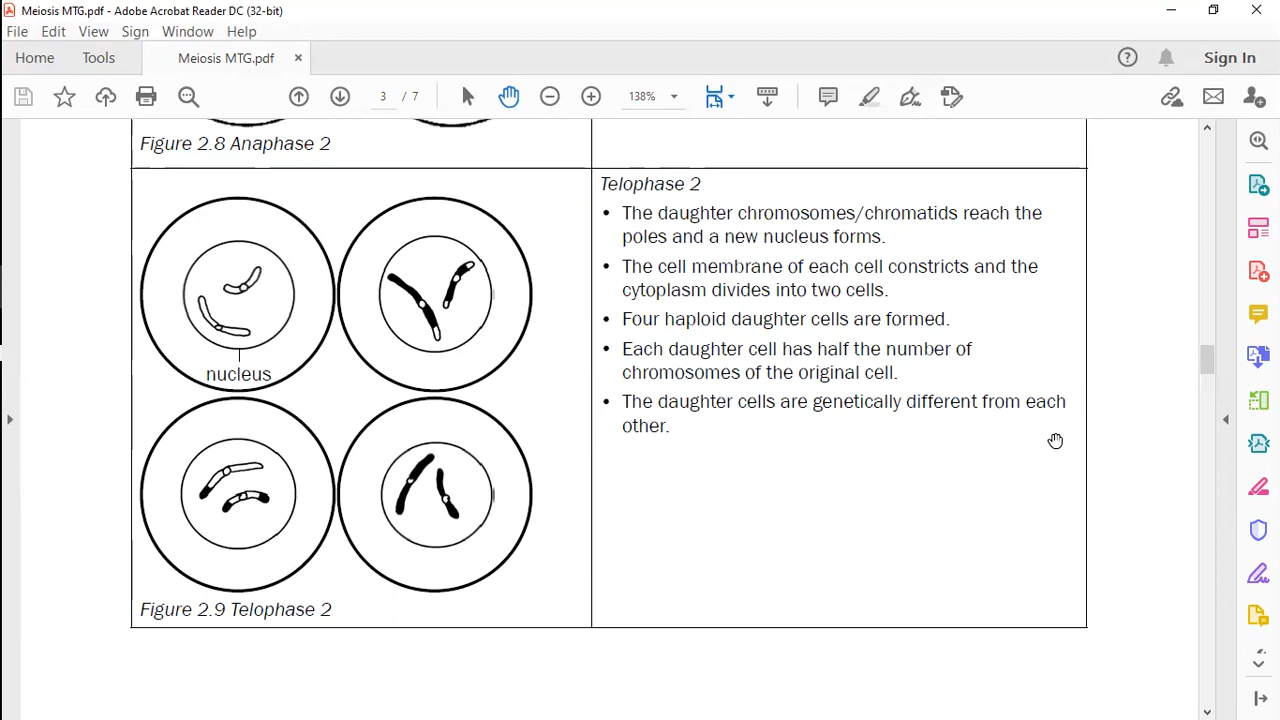 Meiosis MTG.pdf - Adobe Acrobat Reader DC (32-bit)
File Edit View Sign Window Help
Home Tools Meiosis MTG.pdf × Sign In
3 / 7 138%
Figure 2.8 Anaphase 2
nucleus
Figure 2.9 Telophase 2
Telophase 2
• The daughter chromosomes/chromatids reach the
poles and a new nucleus forms.
• The cell membrane of each cell constricts and the
cytoplasm divides into two cells.
• Four haploid daughter cells are formed.
• Each daughter cell has half the number of
chromosomes of the original cell.
• The daughter cells are genetically different from each
other.